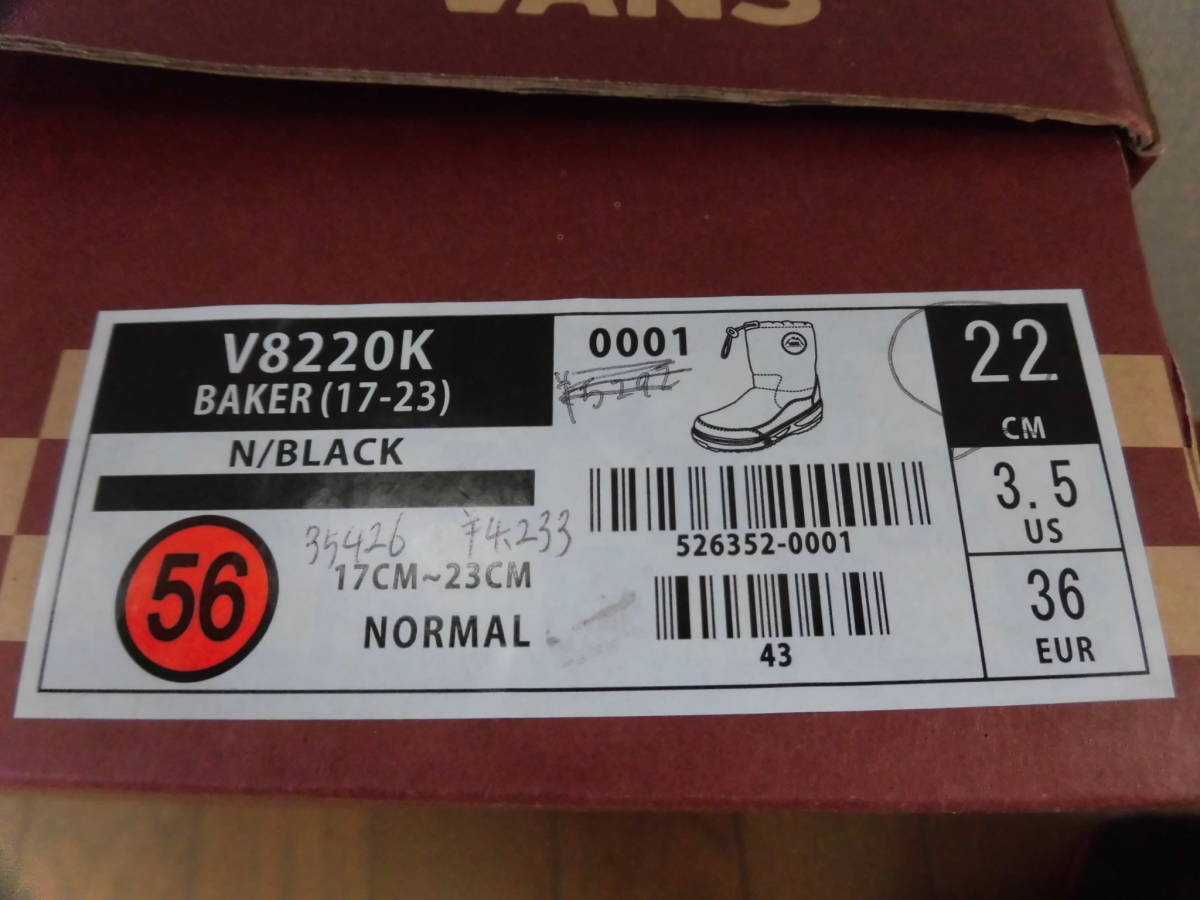 VANS
V8220K
BAKER (17-23)
N/BLACK
56
35426 ¥4,233
17CM~23CM
NORMAL
0001
¥5292
526352-0001
43
22
CM
3.5
US
36
EUR